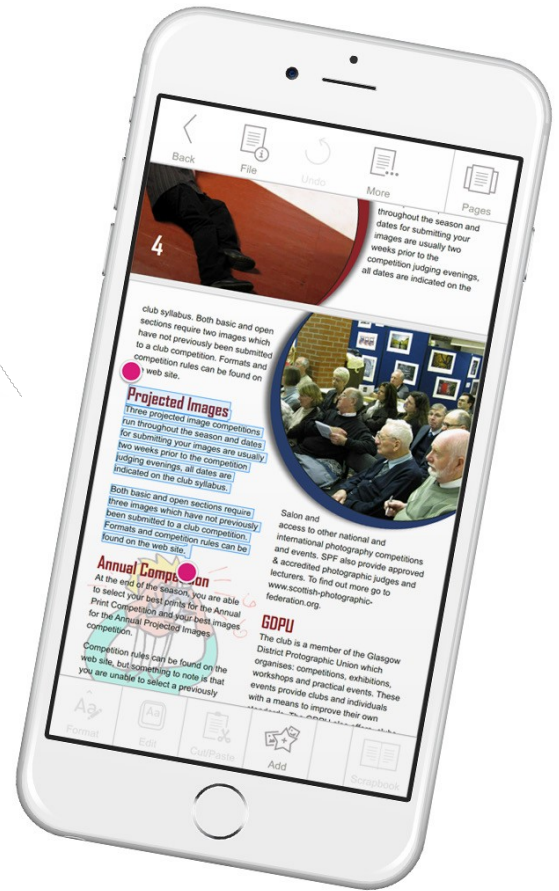 Back
File
Undo
More
Pages
4
throughout the season and
dates for submitting your
images are usually two
weeks prior to the
competition judging evenings,
all dates are indicated on the
club syllabus. Both basic and open
sections require two images which
have not previously been submitted
to a club competition. Formats and
competition rules can be found on
web site.
Projected Images
Three projected image competitions
run throughout the season and dates
for submitting your images are usually
two weeks prior to the competition
judging evenings, all dates are
indicated on the club syllabus.
Both basic and open sections require
three images which have not previously
been submitted to a club competition.
Formats and competition rules can be
found on the web site.
Annual
At the end of the season, you are able
to select your best prints for the Annual
Print Competition and your best images
for the Annual Projected Images
competition.
Competition rules can be found on the
web site, but something to note is that
you are unable to select a previously
Salon and
access to other national and
international photography competitions
and events. SPF also provide approved
& accredited photographic judges and
lecturers. To find out more go to
www.scottish-photographic-
federation.org.
GDPU
The club is a member of the Glasgow
District Protographic Union which
organises: competitions, exhibitions,
workshops and practical events. These
events provide clubs and individuals
with a means to improve their own
Format
Edit
Cut/Paste
Add
Scrapbook